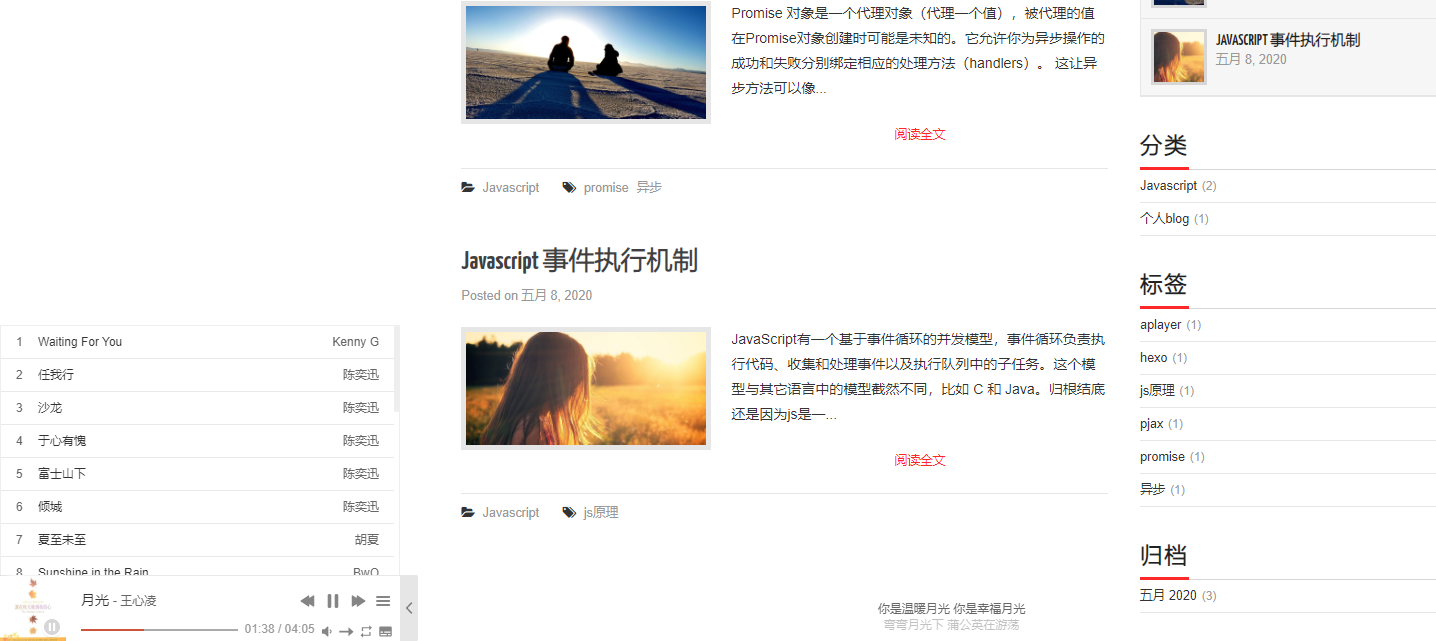 Promise 对象是一个代理对象（代理一个值），被代理的值
在Promise对象创建时可能是未知的。它允许你为异步操作的
成功和失败分别绑定相应的处理方法（handlers）。 这让异
步方法可以像...
阅读全文
Javascript promise 异步
Javascript 事件执行机制
Posted on 五月 8, 2020
JavaScript有一个基于事件循环的并发模型，事件循环负责执
行代码、收集和处理事件以及执行队列中的子任务。这个模
型与其它语言中的模型截然不同，比如 C 和 Java。归根结底
还是因为js是一...
阅读全文
Javascript js原理
JAVASCRIPT 事件执行机制
五月 8, 2020
分类
Javascript (2)
个人blog (1)
标签
aplayer (1)
hexo (1)
js原理 (1)
pjax (1)
promise (1)
异步 (1)
归档
五月 2020 (3)
1 Waiting For You Kenny G
2 任我行 陈奕迅
3 沙龙 陈奕迅
4 于心有愧 陈奕迅
5 富士山下 陈奕迅
6 倾城 陈奕迅
7 夏至未至 胡夏
8 Sunshine in the Rain BwO
月光 - 王心凌
01:38 / 04:05
你是温暖月光 你是幸福月光
弯弯月光下 蒲公英在游荡